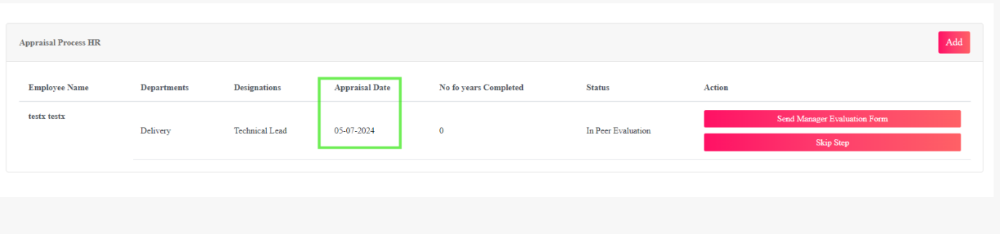 Appraisal Process HR
Add
Employee Name Departments Designations Appraisal Date No fo years Completed Status Action
testx testx
Send Manager Evaluation Form
Delivery Technical Lead 05-07-2024 0 In Peer Evaluation
Skip Step